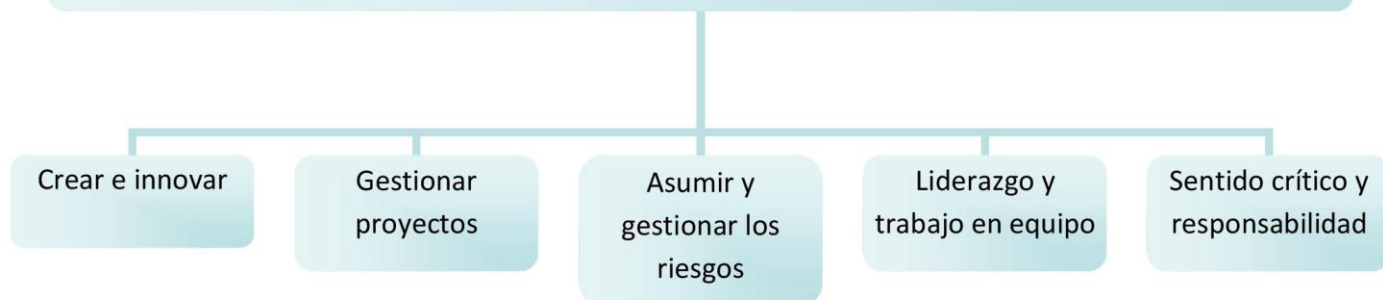 Crear e innovar
Gestionar
proyectos
Asumir y
gestionar los
riesgos
Liderazgo y
trabajo en equipo
Sentido crítico y
responsabilidad